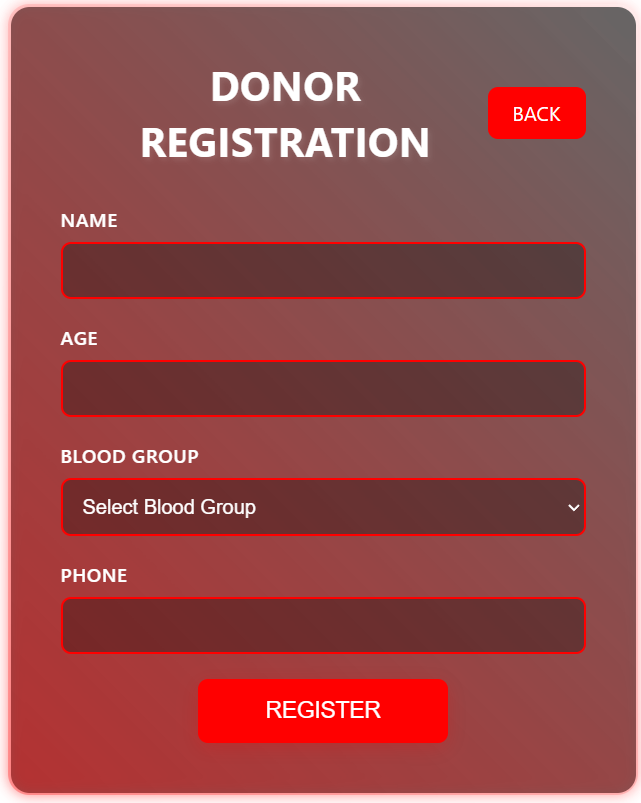 DONOR
REGISTRATION
BACK
NAME
AGE
BLOOD GROUP
Select Blood Group
PHONE
REGISTER